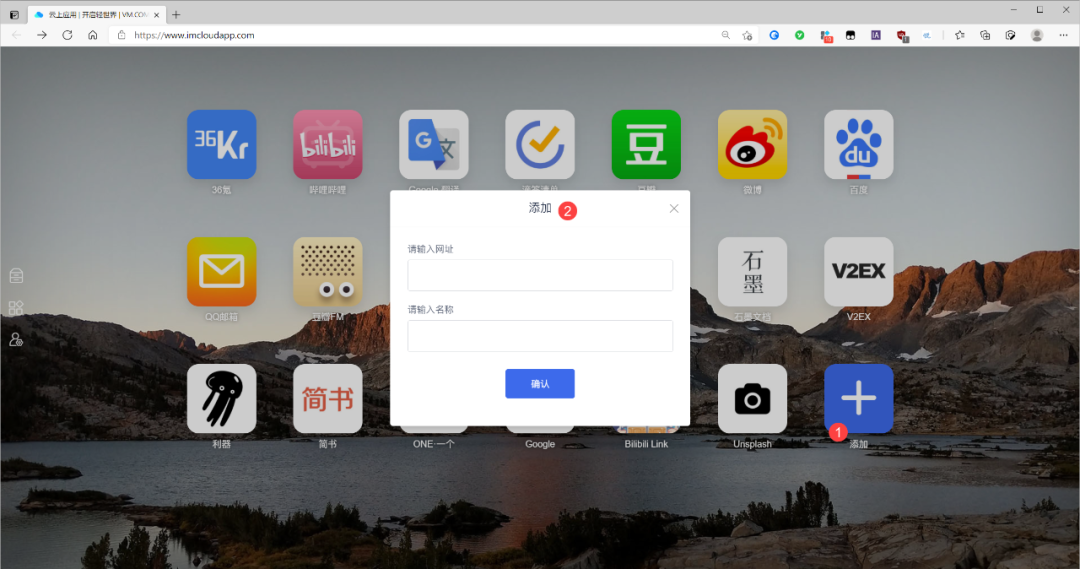 云上应用 | 开启轻世界 | VM.COM
https://www.imcloudapp.com
36Kr
bilibili
G 文
豆
du
36氪
哔哩哔哩
Google 翻译
滴答清单
豆瓣
微博
百度
添加
2
请输入网址
请输入名称
确认
石墨
V2EX
QQ邮箱
豆瓣FM
石墨文档
V2EX
简书
利器
简书
ONE·一个
Google
Bilibili Link
Unsplash
1
添加